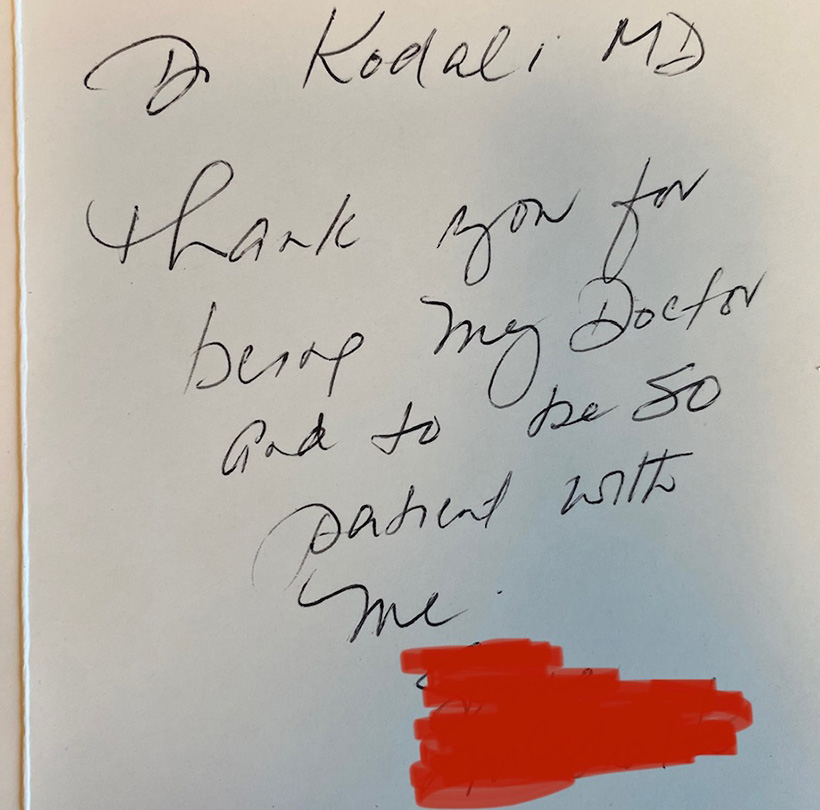 Dr Kodali MD
Thank you for
being my Doctor
and to be so
patient with
me.